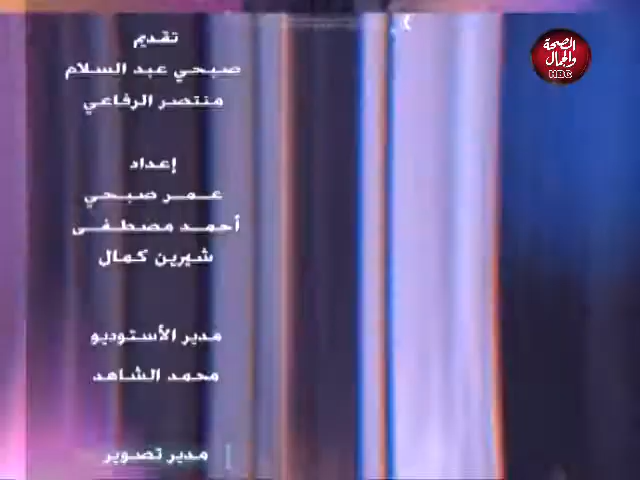 تقديم
صبحي عبد السلام
منتصر الرفاعي
إعداد
عمر صبحي
أحمد مصطفى
شيرين كمال
مدير الأستوديو
محمد الشاهد
مدير تصوير
الصحة
والجمال
HBC